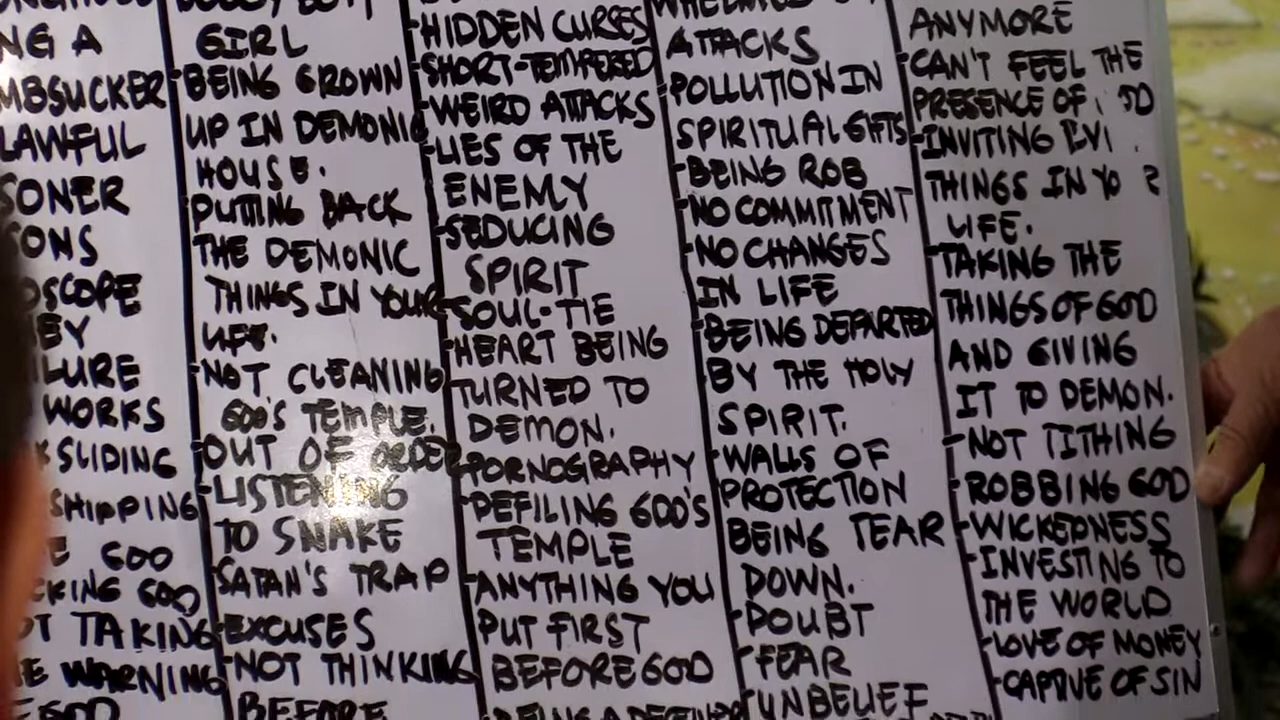 NG A
LAWFUL
SONER
LURE
WORKS
SLIDING
SHIPPING
GOD
KING GOD
TAKING
WARNING
GOD
GIRL
-BEING GROWN
UP IN DEMONIC
HOUSE.
-PUTTING BACK
THE DEMONIC
THINGS IN YOUR
LIFE.
-NOT CLEANING
GOD'S TEMPLE.
-OUT OF ORDER
-LISTENING
TO SNAKE
-SATAN'S TRAP
-EXCUSES
-NOT THINKING
BEFORE
-HIDDEN CURSES
-SHORT-TEMPERED
-WEIRD ATTACKS
-LIES OF THE
ENEMY
-SEDUCING
SPIRIT
-SOUL-TIE
-HEART BEING
TURNED TO
DEMON.
-PORNOGRAPHY
-DEFILING GOD'S
TEMPLE
-ANYTHING YOU
PUT FIRST
BEFORE GOD
ATTACKS
-POLLUTION IN
SPIRITUAL GIFTS
-BEING ROB
-NO COMMITMENT
-NO CHANGES
IN LIFE
-BEING DEPARTED
BY THE HOLY
SPIRIT.
-WALLS OF
PROTECTION
BEING TEAR
DOWN.
-DOUBT
-FEAR
-UNBELIEF
ANYMORE
-CAN'T FEEL THE
PRESENCE OF
-INVITING
THINGS IN
LIFE.
-TAKING THE
THINGS OF GOD
AND GIVING
IT TO DEMON.
-NOT TITHING
-ROBBING GOD
-WICKEDNESS
-INVESTING TO
THE WORLD
-LOVE OF MONEY
-CAPTIVE OF SIN